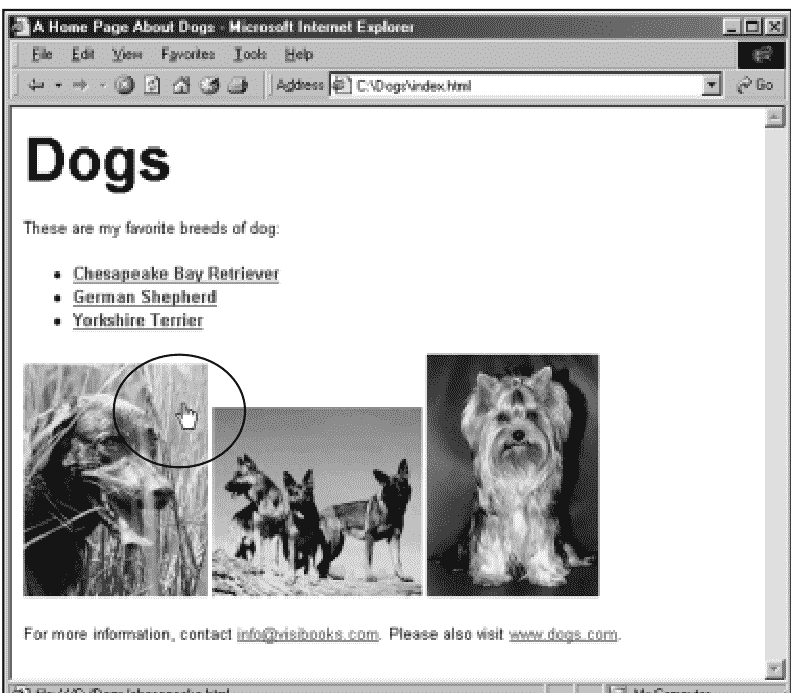 A Home Page About Dogs - Microsoft Internet Explorer
File Edit View Favorites Tools Help
Address C:\Dogs\index.html Go
Dogs
These are my favorite breeds of dog:
• Chesapeake Bay Retriever
• German Shepherd
• Yorkshire Terrier
For more information, contact info@visibooks.com. Please also visit www.dogs.com.
My Computer